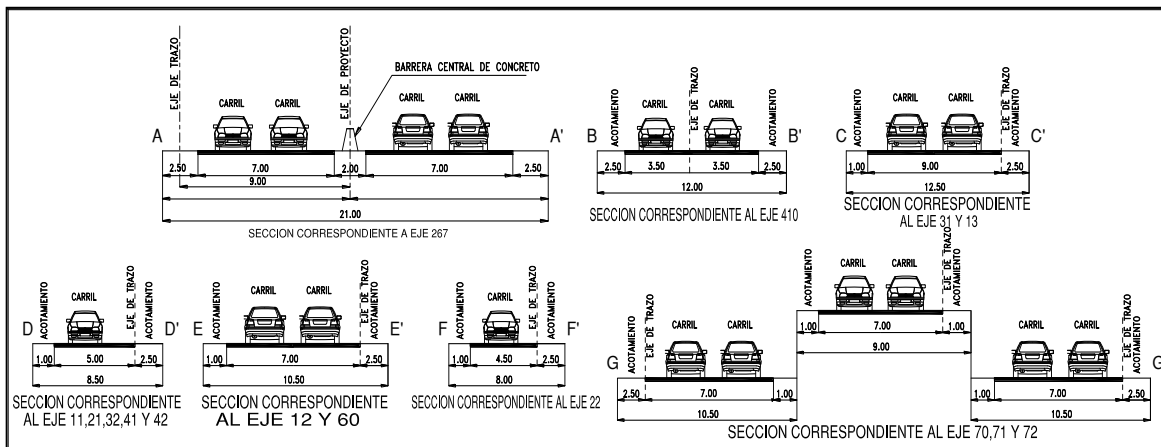 EJE DE TRAZO
EJE DE PROYECTO
BARRERA CENTRAL DE CONCRETO
CARRIL CARRIL CARRIL CARRIL
A A'
2.50 7.00 2.00 7.00 2.50
9.00
21.00
SECCION CORRESPONDIENTE A EJE 267
ACOTAMIENTO EJE DE TRAZO ACOTAMIENTO
CARRIL CARRIL
B B'
2.50 3.50 3.50 2.50
12.00
SECCION CORRESPONDIENTE AL EJE 410
ACOTAMIENTO EJE DE TRAZO ACOTAMIENTO
CARRIL CARRIL
C C'
1.00 9.00 2.50
12.50
SECCION CORRESPONDIENTE
AL EJE 31 Y 13
ACOTAMIENTO EJE DE TRAZO ACOTAMIENTO
CARRIL
D D'
1.00 5.00 2.50
8.50
SECCION CORRESPONDIENTE
AL EJE 11,21,32,41 Y 42
ACOTAMIENTO EJE DE TRAZO ACOTAMIENTO
CARRIL CARRIL
E E'
1.00 7.00 2.50
10.50
SECCION CORRESPONDIENTE
AL EJE 12 Y 60
ACOTAMIENTO EJE DE TRAZO ACOTAMIENTO
CARRIL
F F'
1.00 4.50 2.50
8.00
SECCION CORRESPONDIENTE AL EJE 22
ACOTAMIENTO EJE DE TRAZO
CARRIL CARRIL
G
2.50 7.00 1.00
10.50
ACOTAMIENTO EJE DE TRAZO ACOTAMIENTO
CARRIL CARRIL
1.00 7.00 1.00
9.00
EJE DE TRAZO ACOTAMIENTO
CARRIL CARRIL
G
1.00 7.00 2.50
10.50
SECCION CORRESPONDIENTE AL EJE 70,71 Y 72